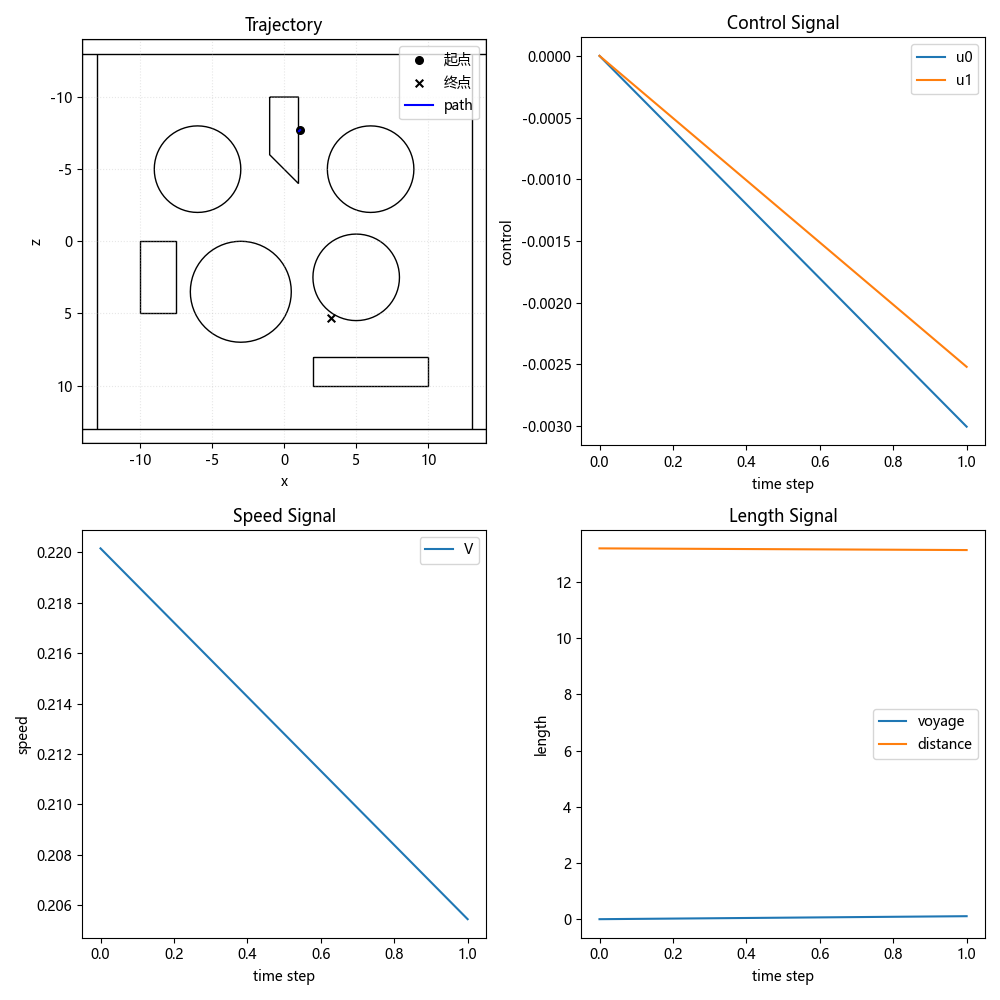 Trajectory
起点
终点
path
-10
-5
0
5
10
z
-10
-5
0
5
10
x
Control Signal
u0
u1
0.0000
-0.0005
-0.0010
-0.0015
-0.0020
-0.0025
-0.0030
control
0.0
0.2
0.4
0.6
0.8
1.0
time step
Speed Signal
V
0.220
0.218
0.216
0.214
0.212
0.210
0.208
0.206
speed
0.0
0.2
0.4
0.6
0.8
1.0
time step
Length Signal
voyage
distance
12
10
8
6
4
2
0
length
0.0
0.2
0.4
0.6
0.8
1.0
time step